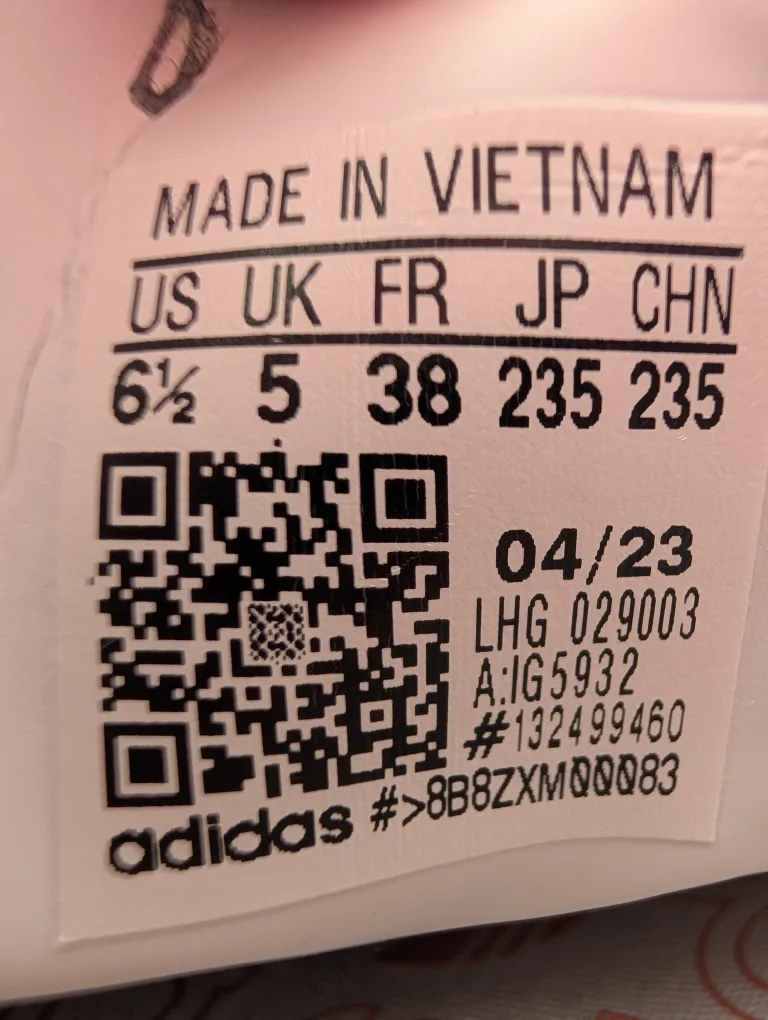 MADE IN VIETNAM
US UK FR JP CHN
6½ 5 38 235 235
04/23
LHG 029003
A:IG5932
#132499460
adidas #>8B8ZXM00083